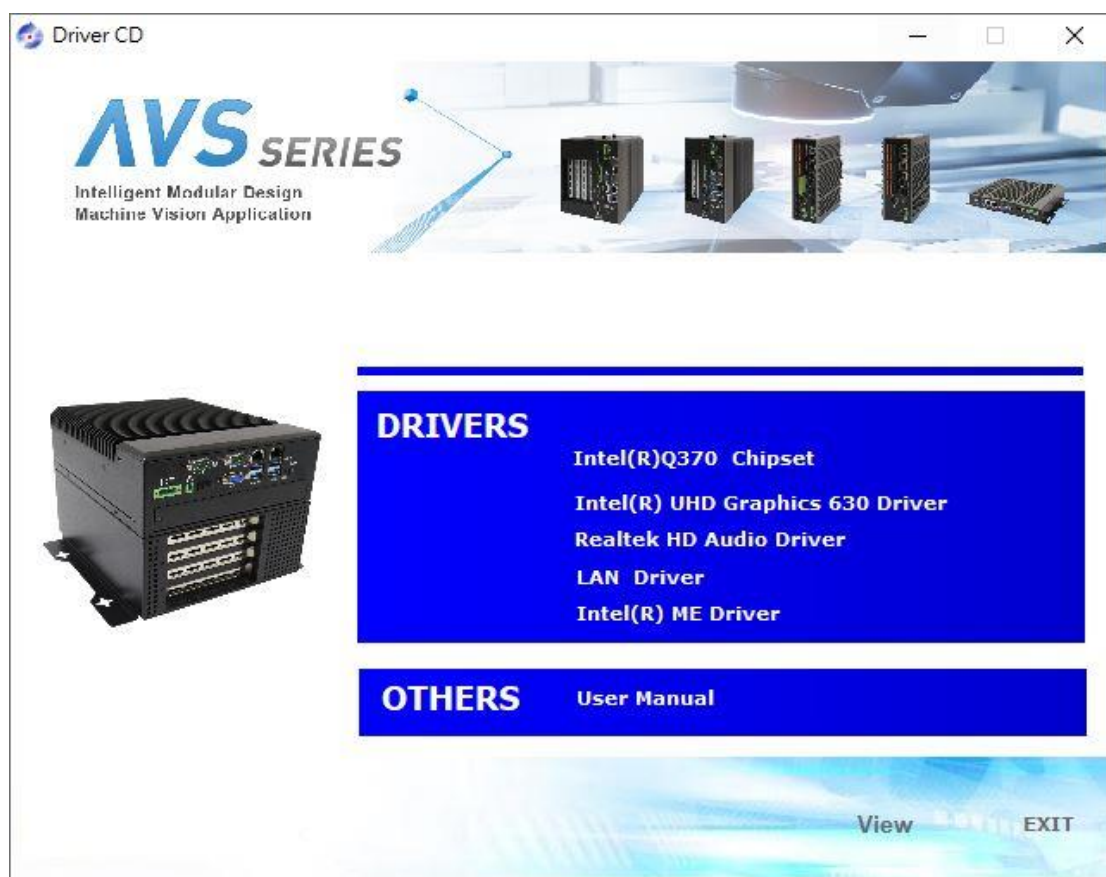 Driver CD
AVS SERIES
Intelligent Modular Design
Machine Vision Application
DRIVERS
Intel(R)Q370 Chipset
Intel(R) UHD Graphics 630 Driver
Realtek HD Audio Driver
LAN Driver
Intel(R) ME Driver
OTHERS User Manual
View EXIT